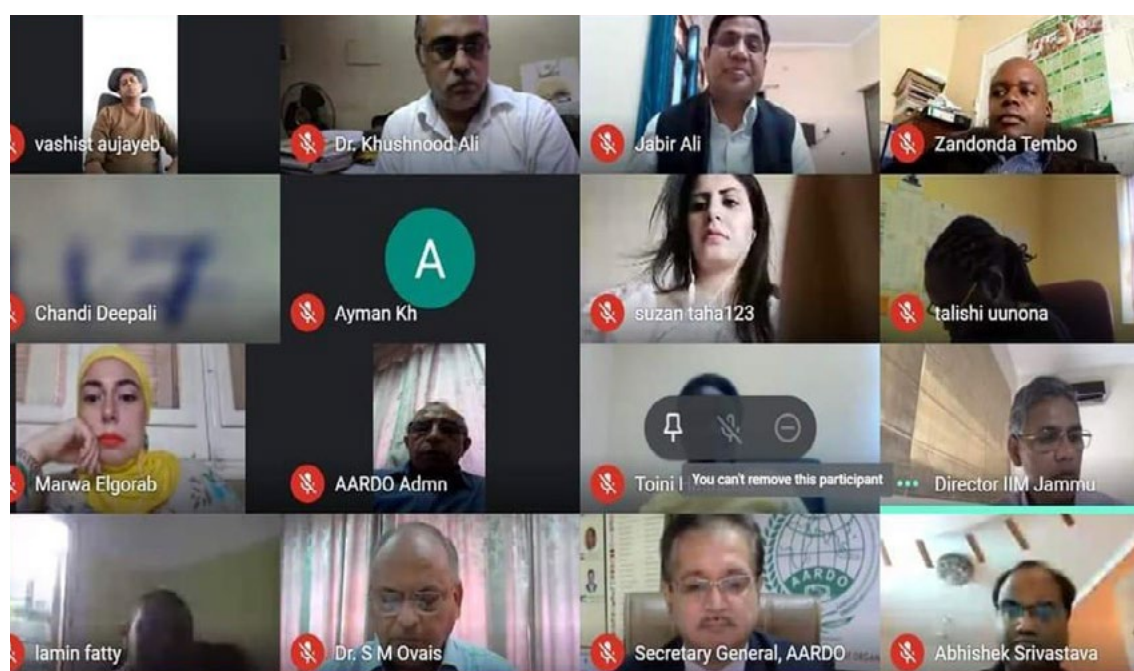 vashist aujayeb
Dr. Khushnood Ali
Jabir Ali
Zandonda Tembo
Chandi Deepali
A
Ayman Kh
suzan taha123
talishi uunona
Marwa Elgorab
AARDO Admn
Toini
You can't remove this participant
Director IIM Jammu
lamin fatty
Dr. S M Ovais
AARDO
Secretary General, AARDO
Abhishek Srivastava